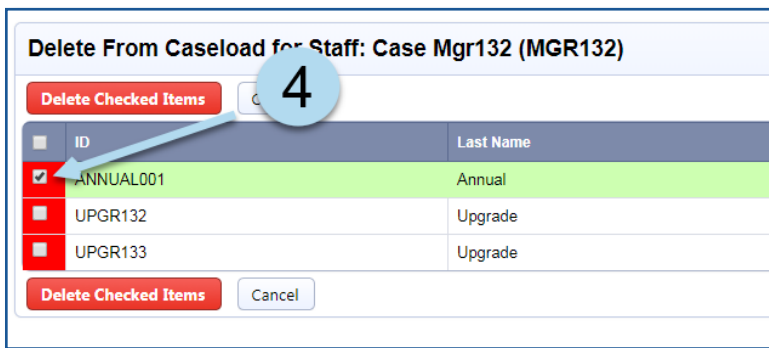 Delete From Caseload for Staff: Case Mgr132 (MGR132)
4
Delete Checked Items
ID Last Name
ANNUAL001 Annual
UPGR132 Upgrade
UPGR133 Upgrade
Delete Checked Items Cancel